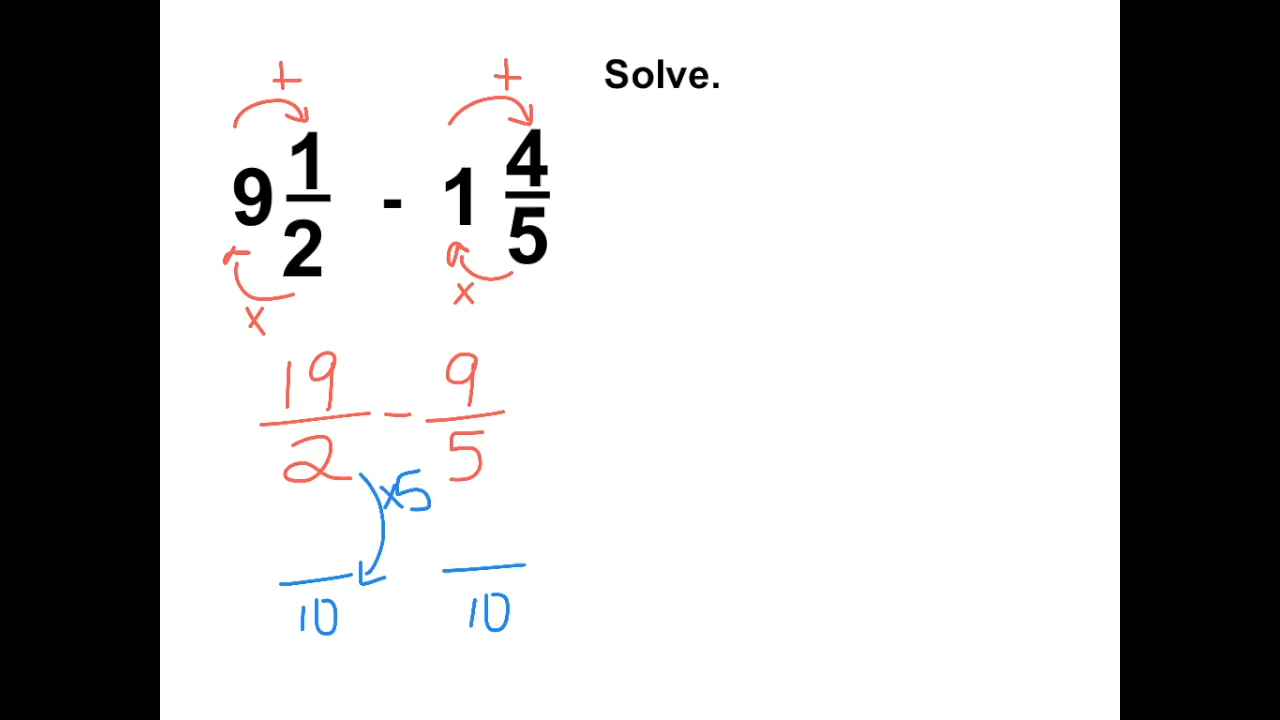 + + Solve.
9 1/2 - 1 4/5
x x
19/2 - 9/5
x5
/10 /10